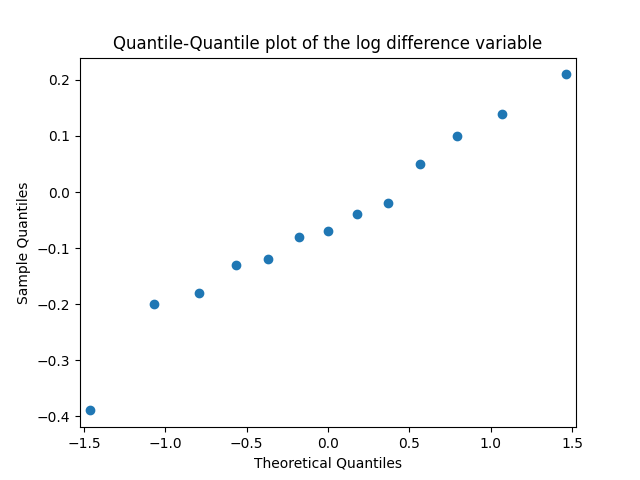 Quantile-Quantile plot of the log difference variable
0.2
0.1
0.0
−0.1
−0.2
−0.3
−0.4
Sample Quantiles
−1.5 −1.0 −0.5 0.0 0.5 1.0 1.5
Theoretical Quantiles